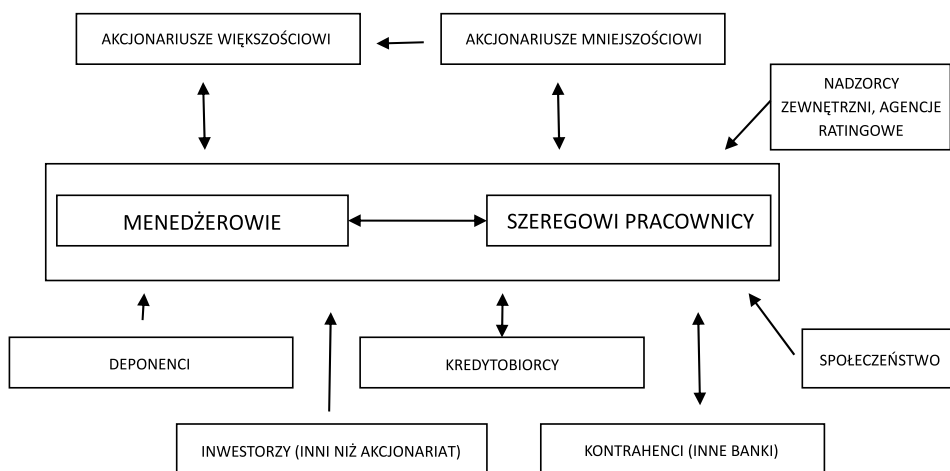 AKCJONARIUSZE WIĘKSZOŚCIOWI
AKCJONARIUSZE MNIEJSZOŚCIOWI
NADZORCY
ZEWNĘTRZNI, AGENCJE
RATINGOWE
MENEDŻEROWIE
SZEREGOWI PRACOWNICY
DEPONENCI
KREDYTOBIORCY
SPOŁECZEŃSTWO
INWESTORZY (INNI NIŻ AKCJONARIAT)
KONTRAHENCI (INNE BANKI)